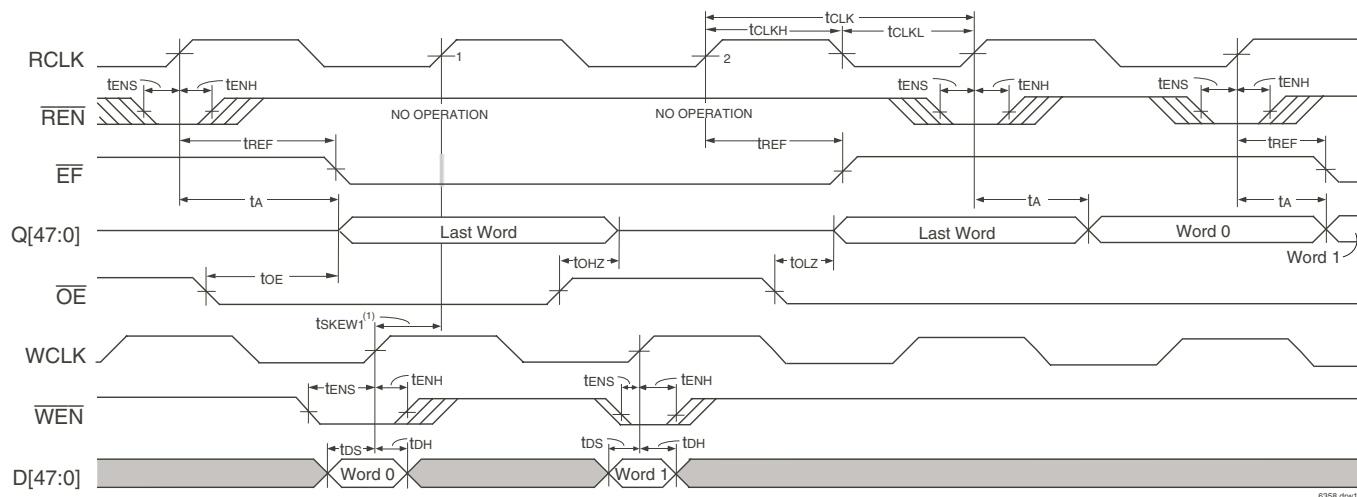 tCLK
tCLKH tCLKL
RCLK 1 2
tENS tENH tENS tENH tENS tENH
REN NO OPERATION NO OPERATION
tREF tREF tREF
EF
tA tA tA
Q[47:0] Last Word Last Word Word 0
Word 1
tOE tOHZ tOLZ
OE
tSKEW1(1)
WCLK
tENS tENH tENS tENH
WEN
tDS tDH tDS tDH
D[47:0] Word 0 Word 1